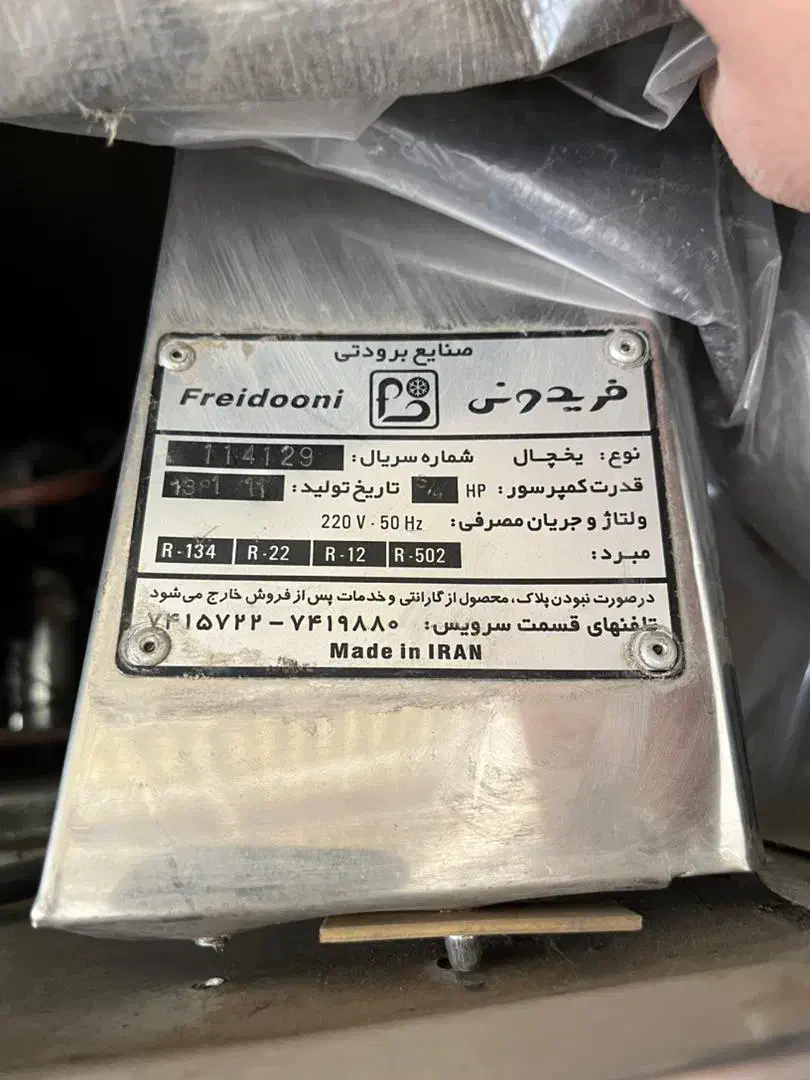 صنایع برودتی
فریدونی Freidooni
نوع: یخچال شماره سریال: 114129
قدرت کمپرسور: HP تاریخ تولید:
ولتاژ و جریان مصرفی: 220 V - 50 Hz
مبرد: R-134 R-22 R-12 R-502
در صورت نبودن پلاک، محصول از گارانتی و خدمات پس از فروش خارج می‌شود
تلفنهای قسمت سرویس: ۷۴۱۹۸۸۰ – ۷۴۱۵۷۲۲
Made in IRAN